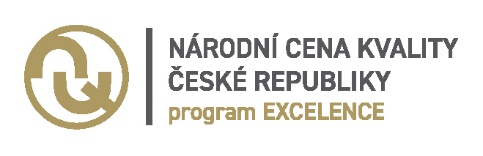 NÁRODNÍ CENA KVALITY
ČESKÉ REPUBLIKY
program EXCELENCE